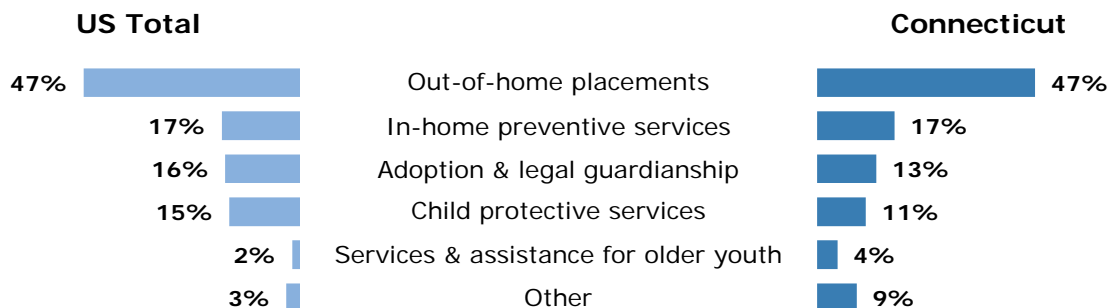 US Total Connecticut
47% Out-of-home placements 47%
17% In-home preventive services 17%
16% Adoption & legal guardianship 13%
15% Child protective services 11%
2% Services & assistance for older youth 4%
3% Other 9%